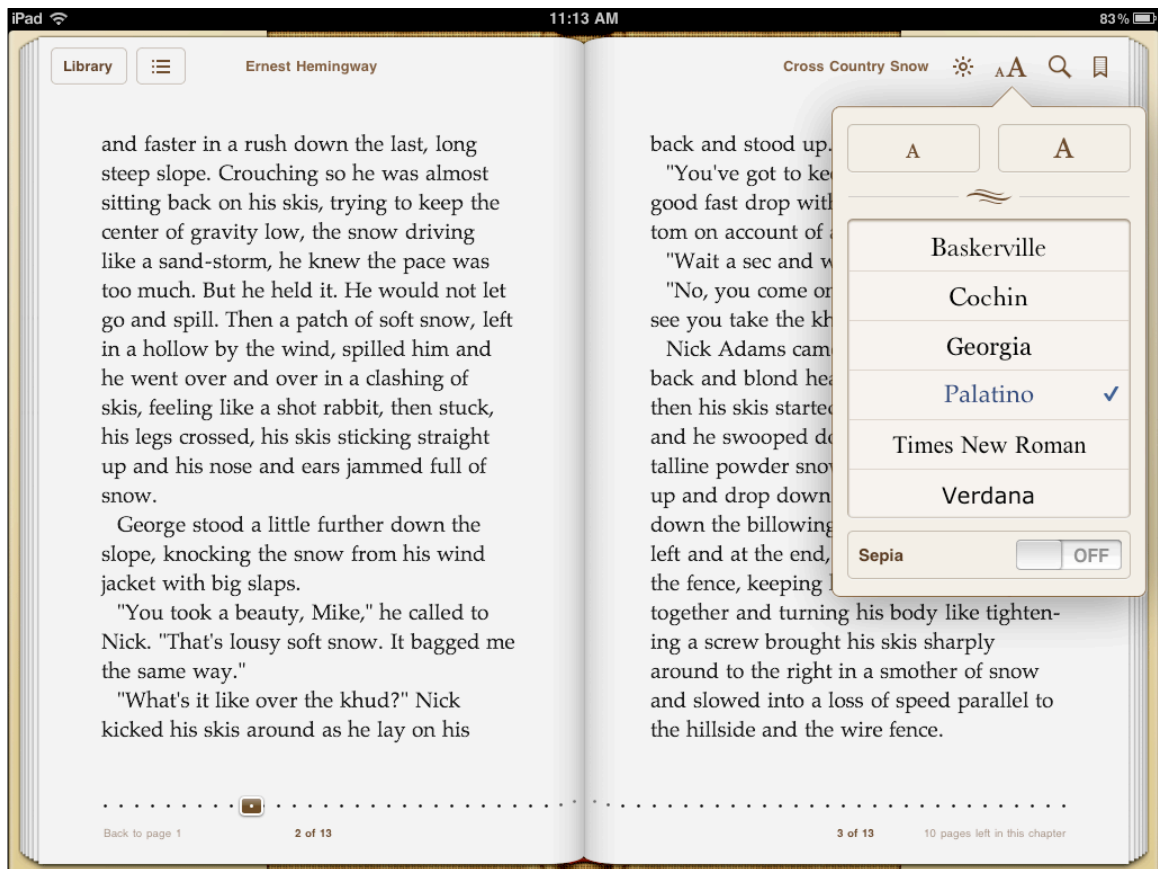 iPad
11:13 AM
83%
Library
Ernest Hemingway
Cross Country Snow
AA
and faster in a rush down the last, long
steep slope. Crouching so he was almost
sitting back on his skis, trying to keep the
center of gravity low, the snow driving
like a sand-storm, he knew the pace was
too much. But he held it. He would not let
go and spill. Then a patch of soft snow, left
in a hollow by the wind, spilled him and
he went over and over in a clashing of
skis, feeling like a shot rabbit, then stuck,
his legs crossed, his skis sticking straight
up and his nose and ears jammed full of
snow.
George stood a little further down the
slope, knocking the snow from his wind
jacket with big slaps.
"You took a beauty, Mike," he called to
Nick. "That's lousy soft snow. It bagged me
the same way."
"What's it like over the khud?" Nick
kicked his skis around as he lay on his
back and stood up.
"You've got to
good fast drop
tom on account of
"Wait a sec and
"No, you come
see you take the
Nick Adams
back and blond
then his skis
and he swooped
talline powder
up and drop down
down the billowing
left and at the end,
the fence, keeping
together and turning his body like tighten-
ing a screw brought his skis sharply
around to the right in a smother of snow
and slowed into a loss of speed parallel to
the hillside and the wire fence.
A
A
Baskerville
Cochin
Georgia
Palatino
Times New Roman
Verdana
Sepia
OFF
Back to page 1
2 of 13
3 of 13
10 pages left in this chapter